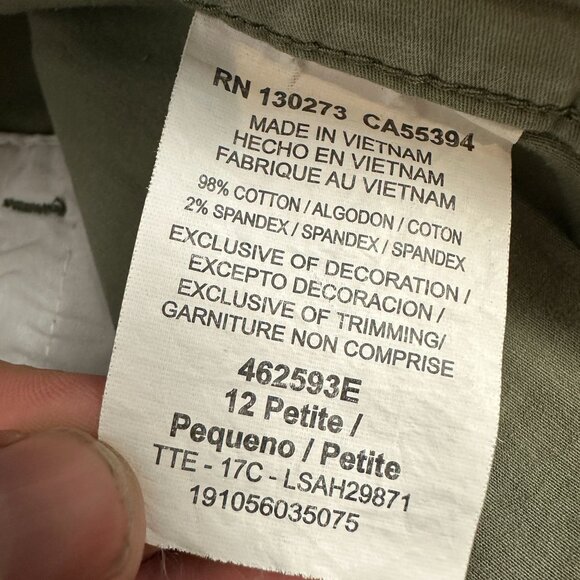 RN 130273 CA55394
MADE IN VIETNAM
HECHO EN VIETNAM
FABRIQUE AU VIETNAM
98% COTTON / ALGODON / COTON
2% SPANDEX / SPANDEX / SPANDEX
EXCLUSIVE OF DECORATION /
EXCEPTO DECORACION /
EXCLUSIVE OF TRIMMING/
GARNITURE NON COMPRISE
462593E
12 Petite /
Pequeno / Petite
TTE - 17C - LSAH29871
191056035075